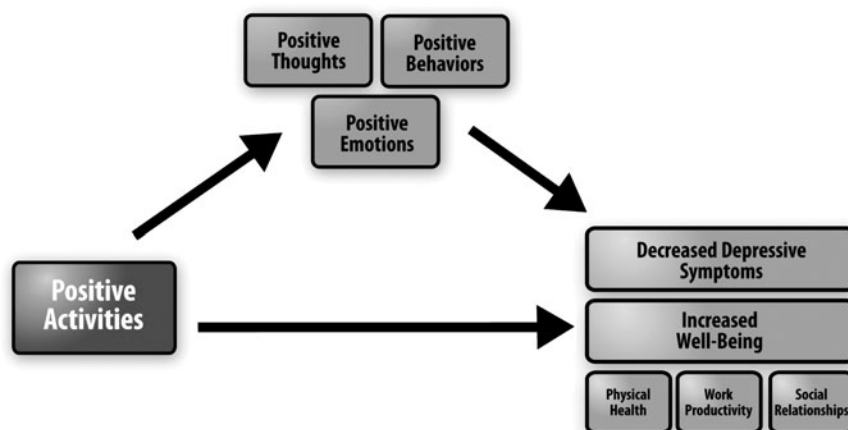 Positive
Thoughts
Positive
Behaviors
Positive
Emotions
Positive
Activities
Decreased Depressive
Symptoms
Increased
Well-Being
Physical
Health
Work
Productivity
Social
Relationships